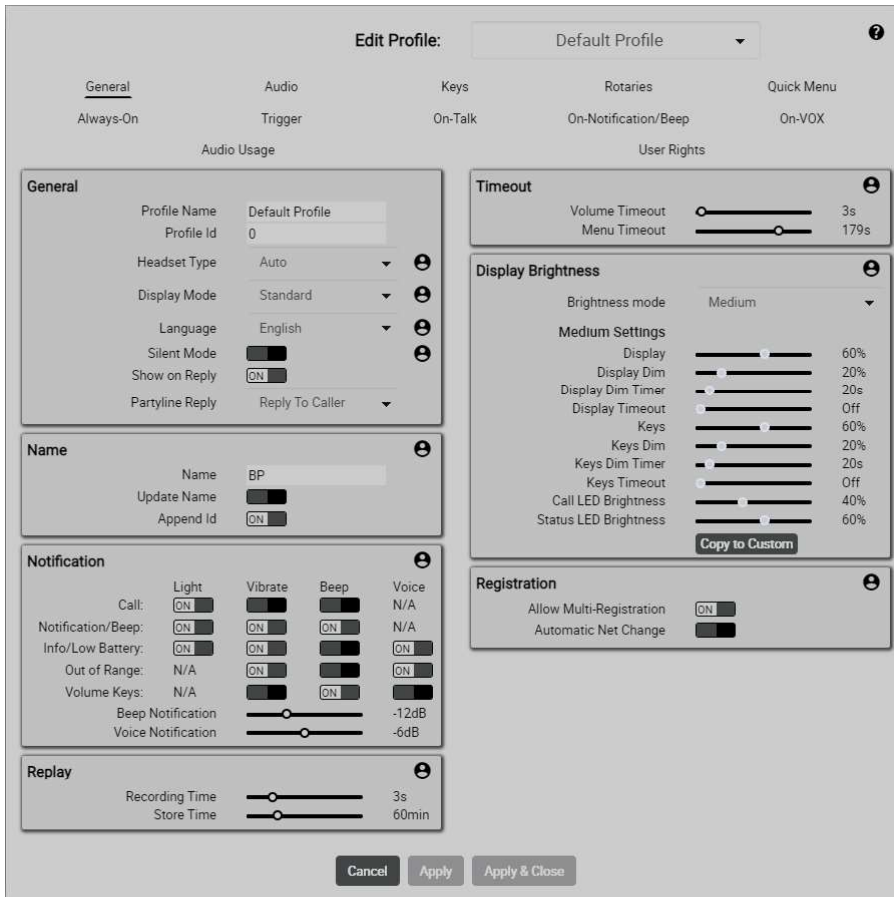 Edit Profile: Default Profile
General Audio Keys Rotaries Quick Menu
Always-On Trigger On-Talk On-Notification/Beep On-VOX
Audio Usage User Rights
General
Profile Name Default Profile
Profile Id 0
Headset Type Auto
Display Mode Standard
Language English
Silent Mode
Show on Reply ON
Partyline Reply Reply To Caller
Name
Name BP
Update Name
Append Id ON
Notification
Light Vibrate Beep Voice
Call: ON N/A
Notification/Beep: ON ON ON N/A
Info/Low Battery: ON ON ON
Out of Range: N/A ON ON
Volume Keys: N/A ON
Beep Notification -12dB
Voice Notification -6dB
Replay
Recording Time 3s
Store Time 60min
Timeout
Volume Timeout 3s
Menu Timeout 179s
Display Brightness
Brightness mode Medium
Medium Settings
Display 60%
Display Dim 20%
Display Dim Timer 20s
Display Timeout Off
Keys 60%
Keys Dim 20%
Keys Dim Timer 20s
Keys Timeout Off
Call LED Brightness 40%
Status LED Brightness 60%
Copy to Custom
Registration
Allow Multi-Registration ON
Automatic Net Change
Cancel Apply Apply & Close